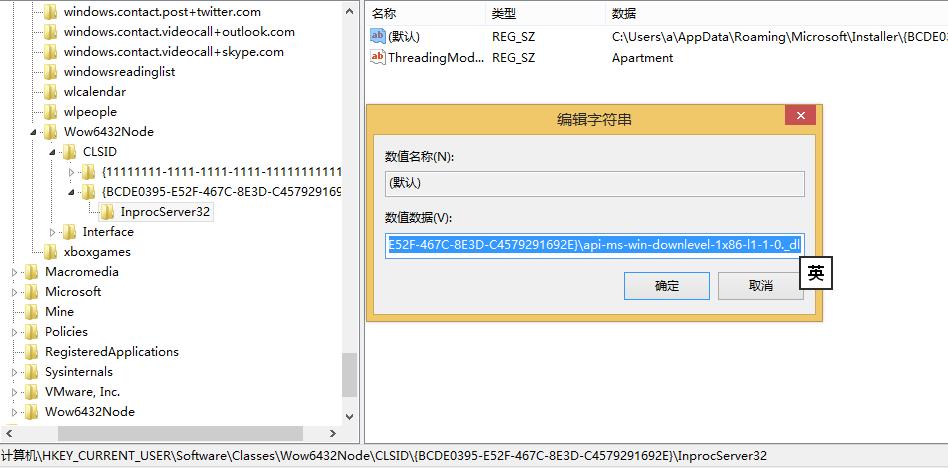 windows.contact.post+twitter.com
windows.contact.videocall+outlook.com
windows.contact.videocall+skype.com
windowsreadinglist
wlcalendar
wlpeople
Wow6432Node
CLSID
{11111111-1111-1111-1111-111111111
{BCDE0395-E52F-467C-8E3D-C457929169
InprocServer32
Interface
xboxgames
Macromedia
Microsoft
Mine
Policies
RegisteredApplications
Sysinternals
VMware, Inc.
Wow6432Node
名称 类型 数据
ab (默认) REG_SZ C:\Users\a\AppData\Roaming\Microsoft\Installer\{BCDE0
ab ThreadingMod... REG_SZ Apartment
编辑字符串
数值名称(N):
(默认)
数值数据(V):
E52F-467C-8E3D-C4579291692E}\api-ms-win-downlevel-1x86-l1-1-0._dl
英
确定 取消
计算机\HKEY_CURRENT_USER\Software\Classes\Wow6432Node\CLSID\{BCDE0395-E52F-467C-8E3D-C4579291692E}\InprocServer32